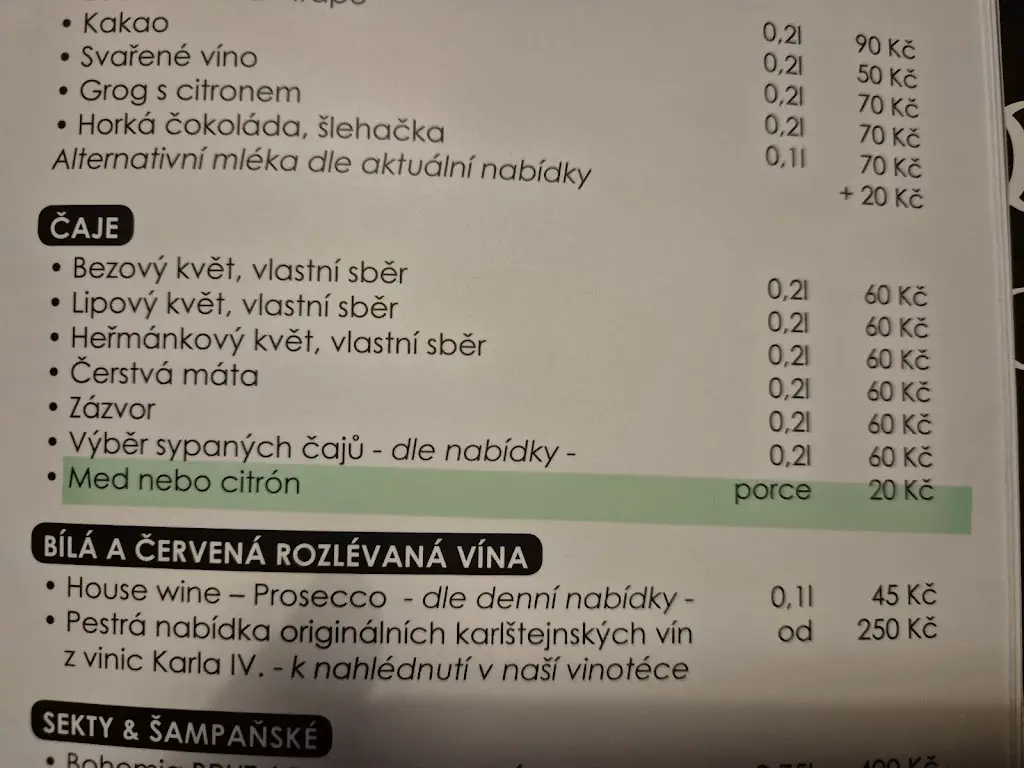 0,2l 90 Kč
• Kakao 0,2l 50 Kč
• Svařené víno 0,2l 70 Kč
• Grog s citronem 0,2l 70 Kč
• Horká čokoláda, šlehačka 0,1l 70 Kč
Alternativní mléka dle aktuální nabídky + 20 Kč
ČAJE
• Bezový květ, vlastní sběr 0,2l 60 Kč
• Lipový květ, vlastní sběr 0,2l 60 Kč
• Heřmánkový květ, vlastní sběr 0,2l 60 Kč
• Čerstvá máta 0,2l 60 Kč
• Zázvor 0,2l 60 Kč
• Výběr sypaných čajů - dle nabídky - 0,2l 60 Kč
• Med nebo citrón porce 20 Kč
BÍLÁ A ČERVENÁ ROZLÉVANÁ VÍNA
• House wine – Prosecco - dle denní nabídky - 0,1l 45 Kč
• Pestrá nabídka originálních karlštejnských vín od 250 Kč
z vinic Karla IV. - k nahlédnutí v naší vinotéce
SEKTY & ŠAMPAŇSKÉ
• Bohemia